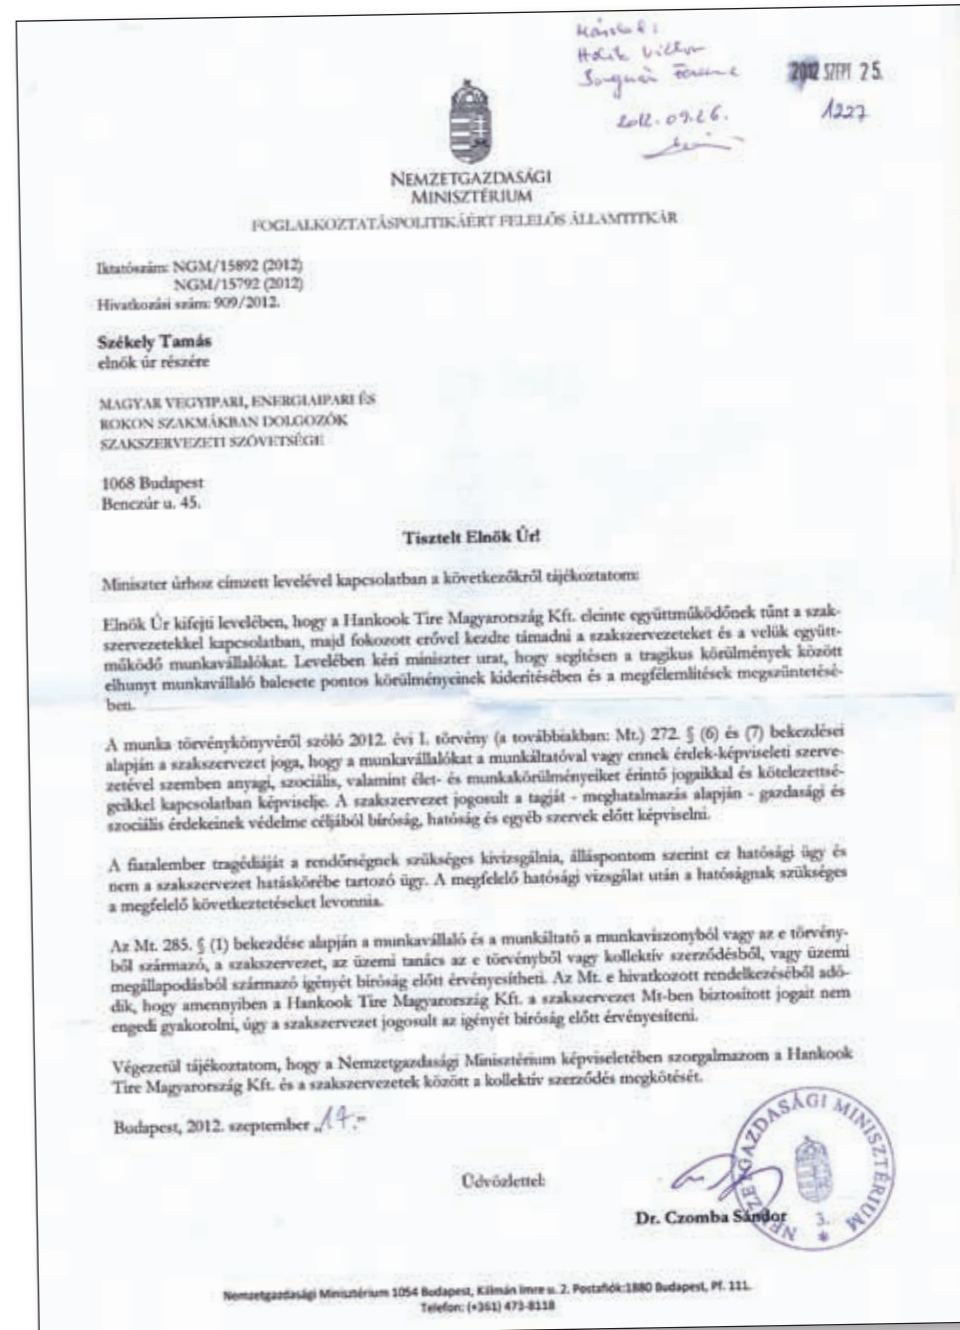 2012 SZEPT 25.
1227
2012.09.26.
NEMZETGAZDASÁGI
MINISZTÉRIUM
FOGLALKOZTATÁSPOLITIKÁÉRT FELELŐS ÁLLAMTITKÁR
Iktatószám: NGM/15892 (2012)
NGM/15792 (2012)
Hivatkozási szám: 909/2012.
Székely Tamás
elnök úr részére
MAGYAR VEGYIPARI, ENERGIAIPARI ÉS
ROKON SZAKMÁKBAN DOLGOZÓK
SZAKSZERVEZETI SZÖVETSÉGE
1068 Budapest
Benczúr u. 45.
Tisztelt Elnök Úr!
Miniszter úrhoz címzett levelével kapcsolatban a következőkről tájékoztatom:
Elnök Úr kifejti levelében, hogy a Hankook Tire Magyarország Kft. eleinte együttműködőnek tűnt a szak-
szervezetekkel kapcsolatban, majd fokozott erővel kezdte támadni a szakszervezeteket és a velük együtt-
működő munkavállalókat. Levelében kéri miniszter urat, hogy segítésen a tragikus körülmények között
elhunyt munkavállaló balesete pontos körülményeinek kiderítésében és a megfélemlítések megszüntetésé-
ben.
A munka törvénykönyvéről szóló 2012. évi I. törvény (a továbbiakban: Mt.) 272. § (6) és (7) bekezdései
alapján a szakszervezet joga, hogy a munkavállalókat a munkáltatóval vagy ennek érdek-képviseleti szerve-
zetével szemben anyagi, szociális, valamint élet- és munkakörülményeiket érintő jogaikkal és kötelezettsé-
geikkel kapcsolatban képviselje. A szakszervezet jogosult a tagját - meghatalmazás alapján - gazdasági és
szociális érdekeinek védelme céljából bíróság, hatóság és egyéb szervek előtt képviselni.
A fiatalember tragédiáját a rendőrségnek szükséges kivizsgálnia, álláspontom szerint ez hatósági ügy és
nem a szakszervezet hatáskörébe tartozó ügy. A megfelelő hatósági vizsgálat után a hatóságnak szükséges
a megfelelő következtetéseket levonnia.
Az Mt. 285. § (1) bekezdése alapján a munkavállaló és a munkáltató a munkaviszonyból vagy az e törvény-
ből származó, a szakszervezet, az üzemi tanács az e törvényből vagy kollektív szerződésből, vagy üzemi
megállapodásból származó igényét bíróság előtt érvényesítheti. Az Mt. e hivatkozott rendelkezéséből adó-
dik, hogy amennyiben a Hankook Tire Magyarország Kft. a szakszervezet Mt-ben biztosított jogait nem
engedi gyakorolni, úgy a szakszervezet jogosult az igényét bíróság előtt érvényesíteni.
Végezetül tájékoztatom, hogy a Nemzetgazdasági Minisztérium képviseletében szorgalmazom a Hankook
Tire Magyarország Kft. és a szakszervezetek között a kollektív szerződés megkötését.
Budapest, 2012. szeptember „17.”
Üdvözlettel:
Dr. Czomba Sándor
NEMZETGAZDASÁGI MINISZTÉRIUM
3.
*
Nemzetgazdasági Minisztérium 1054 Budapest, Kálmán Imre u. 2. Postafiók:1880 Budapest, Pf. 111.
Telefon: (+361) 473-8118